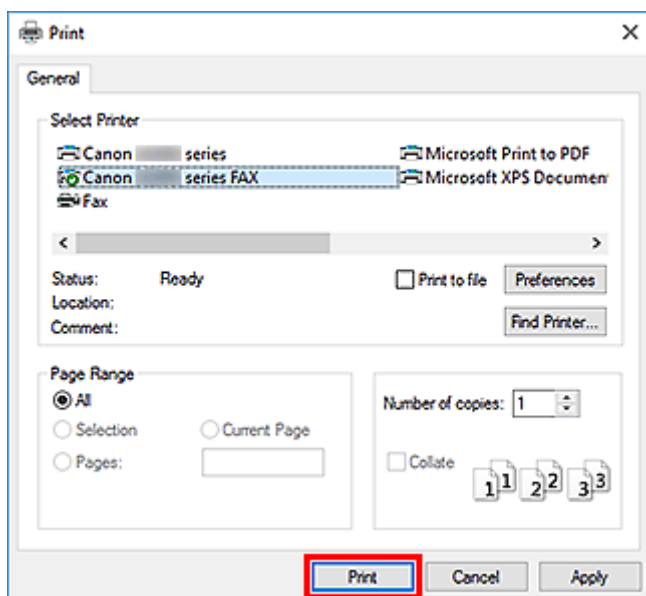 Print
General
Select Printer
Canon series
Canon series FAX
Fax
Microsoft Print to PDF
Microsoft XPS Documen
Status: Ready
Location:
Comment:
Print to file
Preferences
Find Printer...
Page Range
All
Selection
Current Page
Pages:
Number of copies: 1
Collate
1 1 2 2 3 3
Print Cancel Apply